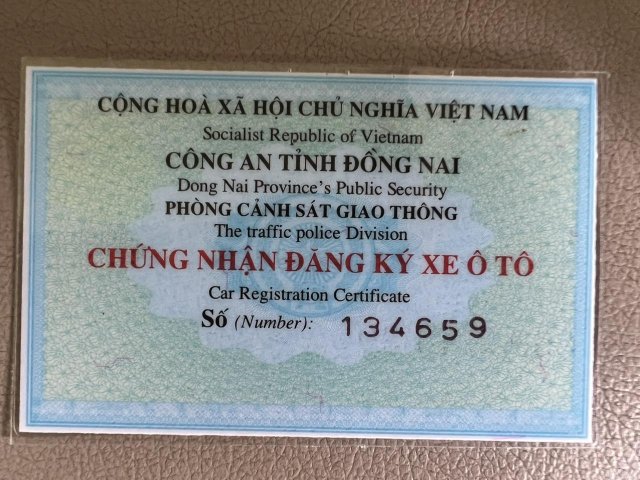 CỘNG HOÀ XÃ HỘI CHỦ NGHĨA VIỆT NAM
Socialist Republic of Vietnam
CÔNG AN TỈNH ĐỒNG NAI
Dong Nai Province's Public Security
PHÒNG CẢNH SÁT GIAO THÔNG
The traffic police Division
CHỨNG NHẬN ĐĂNG KÝ XE Ô TÔ
Car Registration Certificate
Số (Number): 134659